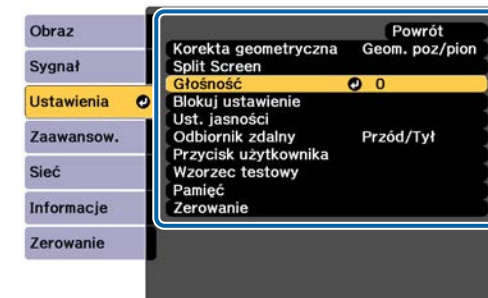 Obraz
Sygnał
Ustawienia
Zaawansow.
Sieć
Informacje
Zerowanie
Powrót
Korekta geometryczna Geom. poz/pion
Split Screen
Głośność 0
Blokuj ustawienie
Ust. jasności
Odbiornik zdalny Przód/Tył
Przycisk użytkownika
Wzorzec testowy
Pamięć
Zerowanie